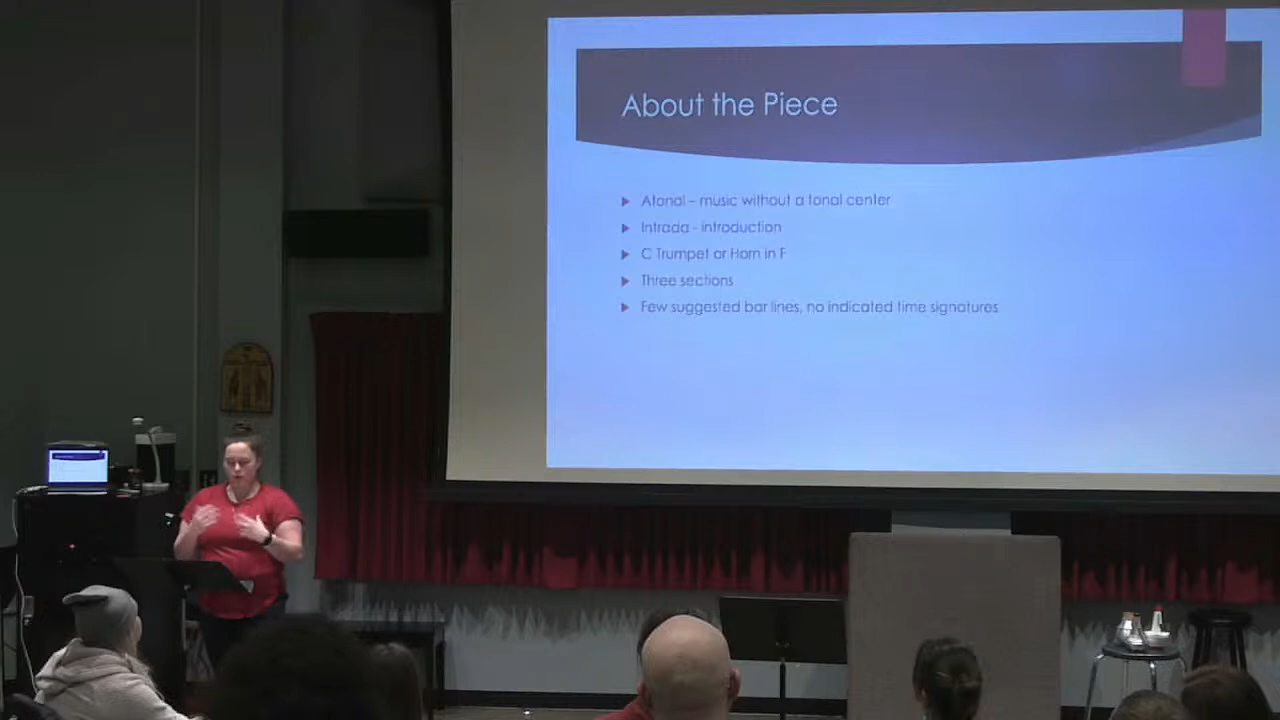 About the Piece
Atonal – music without a tonal center
Intrada - introduction
C Trumpet or Horn in F
Three sections
Few suggested bar lines, no indicated time signatures